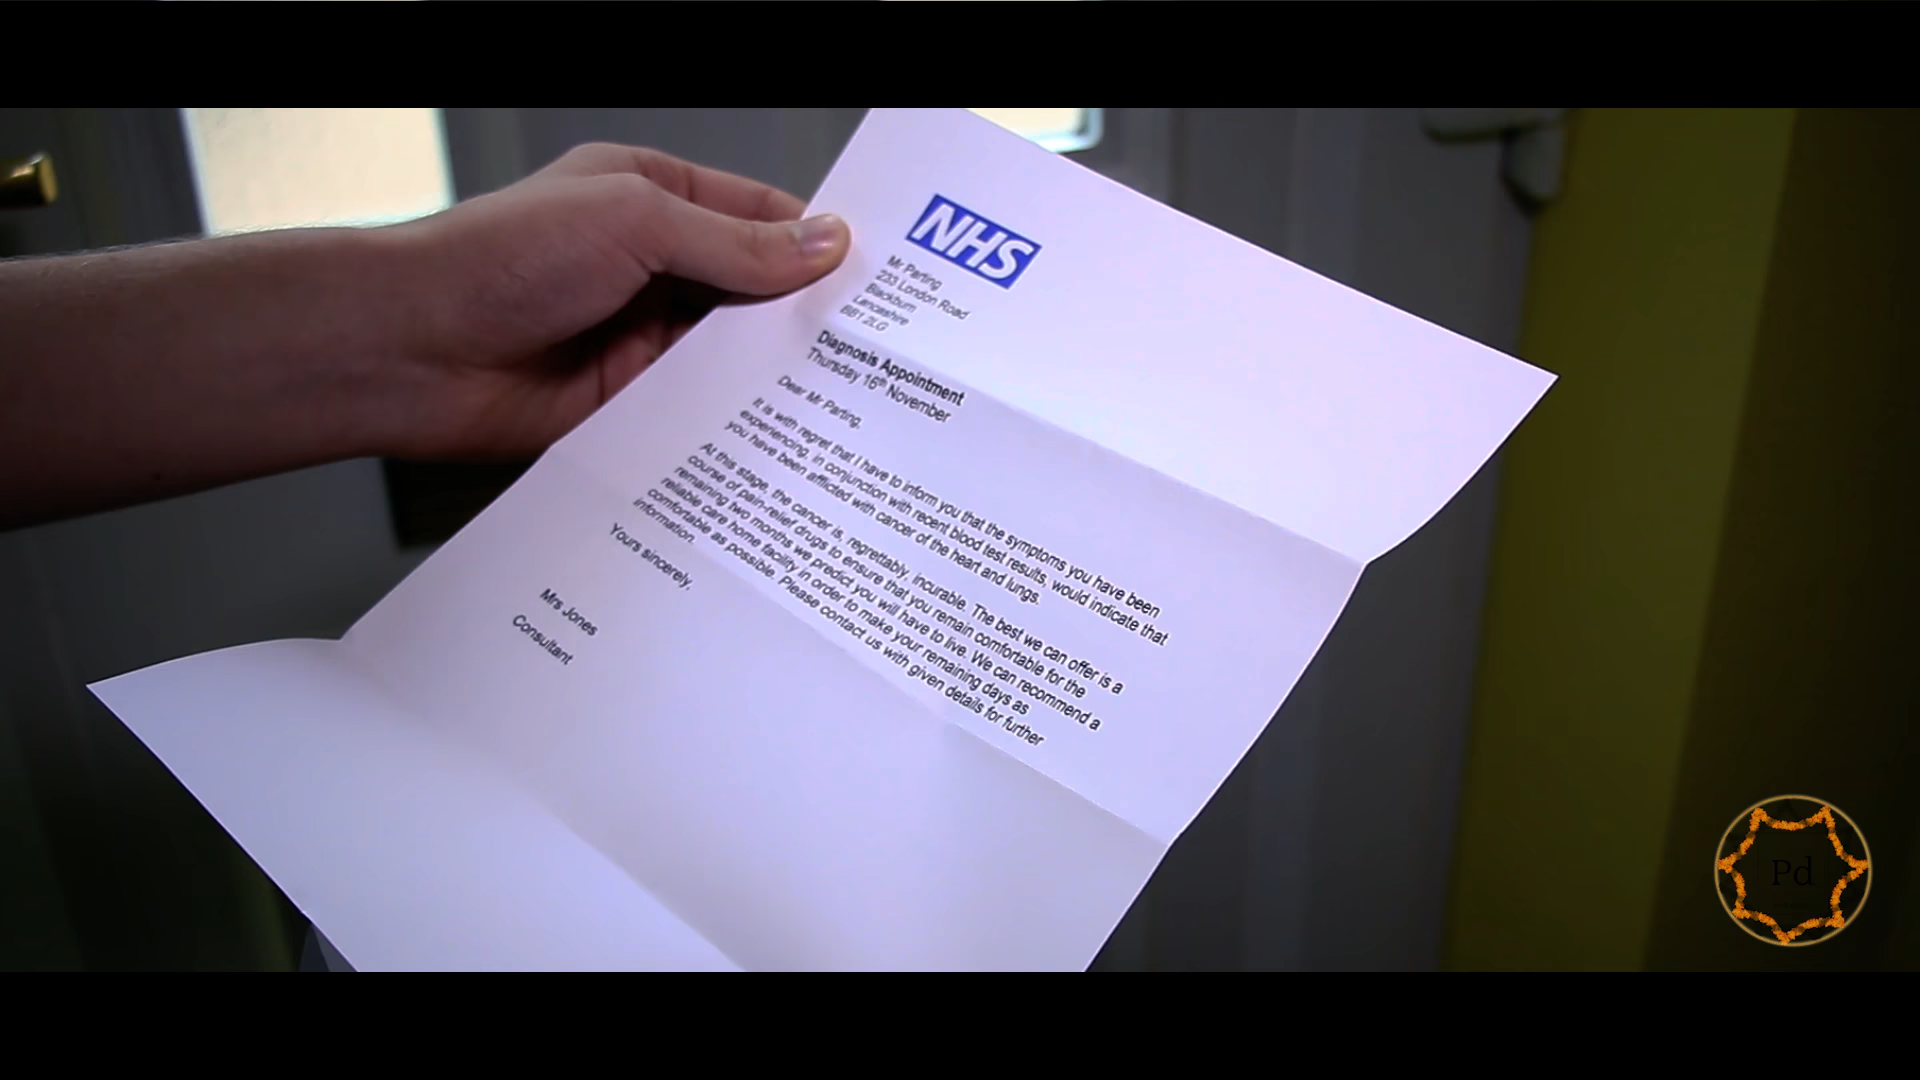 NHS
Mr Parting
233 London Road
Blackburn
Lancashire
BB1 2LG
Diagnosis Appointment
Thursday 16th November
Dear Mr Parting,
It is with regret that I have to inform you that the symptoms you have been
experiencing, in conjunction with recent blood test results, would indicate that
you have been afflicted with cancer of the heart and lungs.
At this stage, the cancer is, regrettably, incurable. The best we can offer is a
course of pain-relief drugs to ensure that you remain comfortable for the
remaining two months we predict you will have to live. We can recommend a
reliable care home facility in order to make your remaining days as
comfortable as possible. Please contact us with given details for further
information.
Yours sincerely,
Mrs Jones
Consultant
Pd